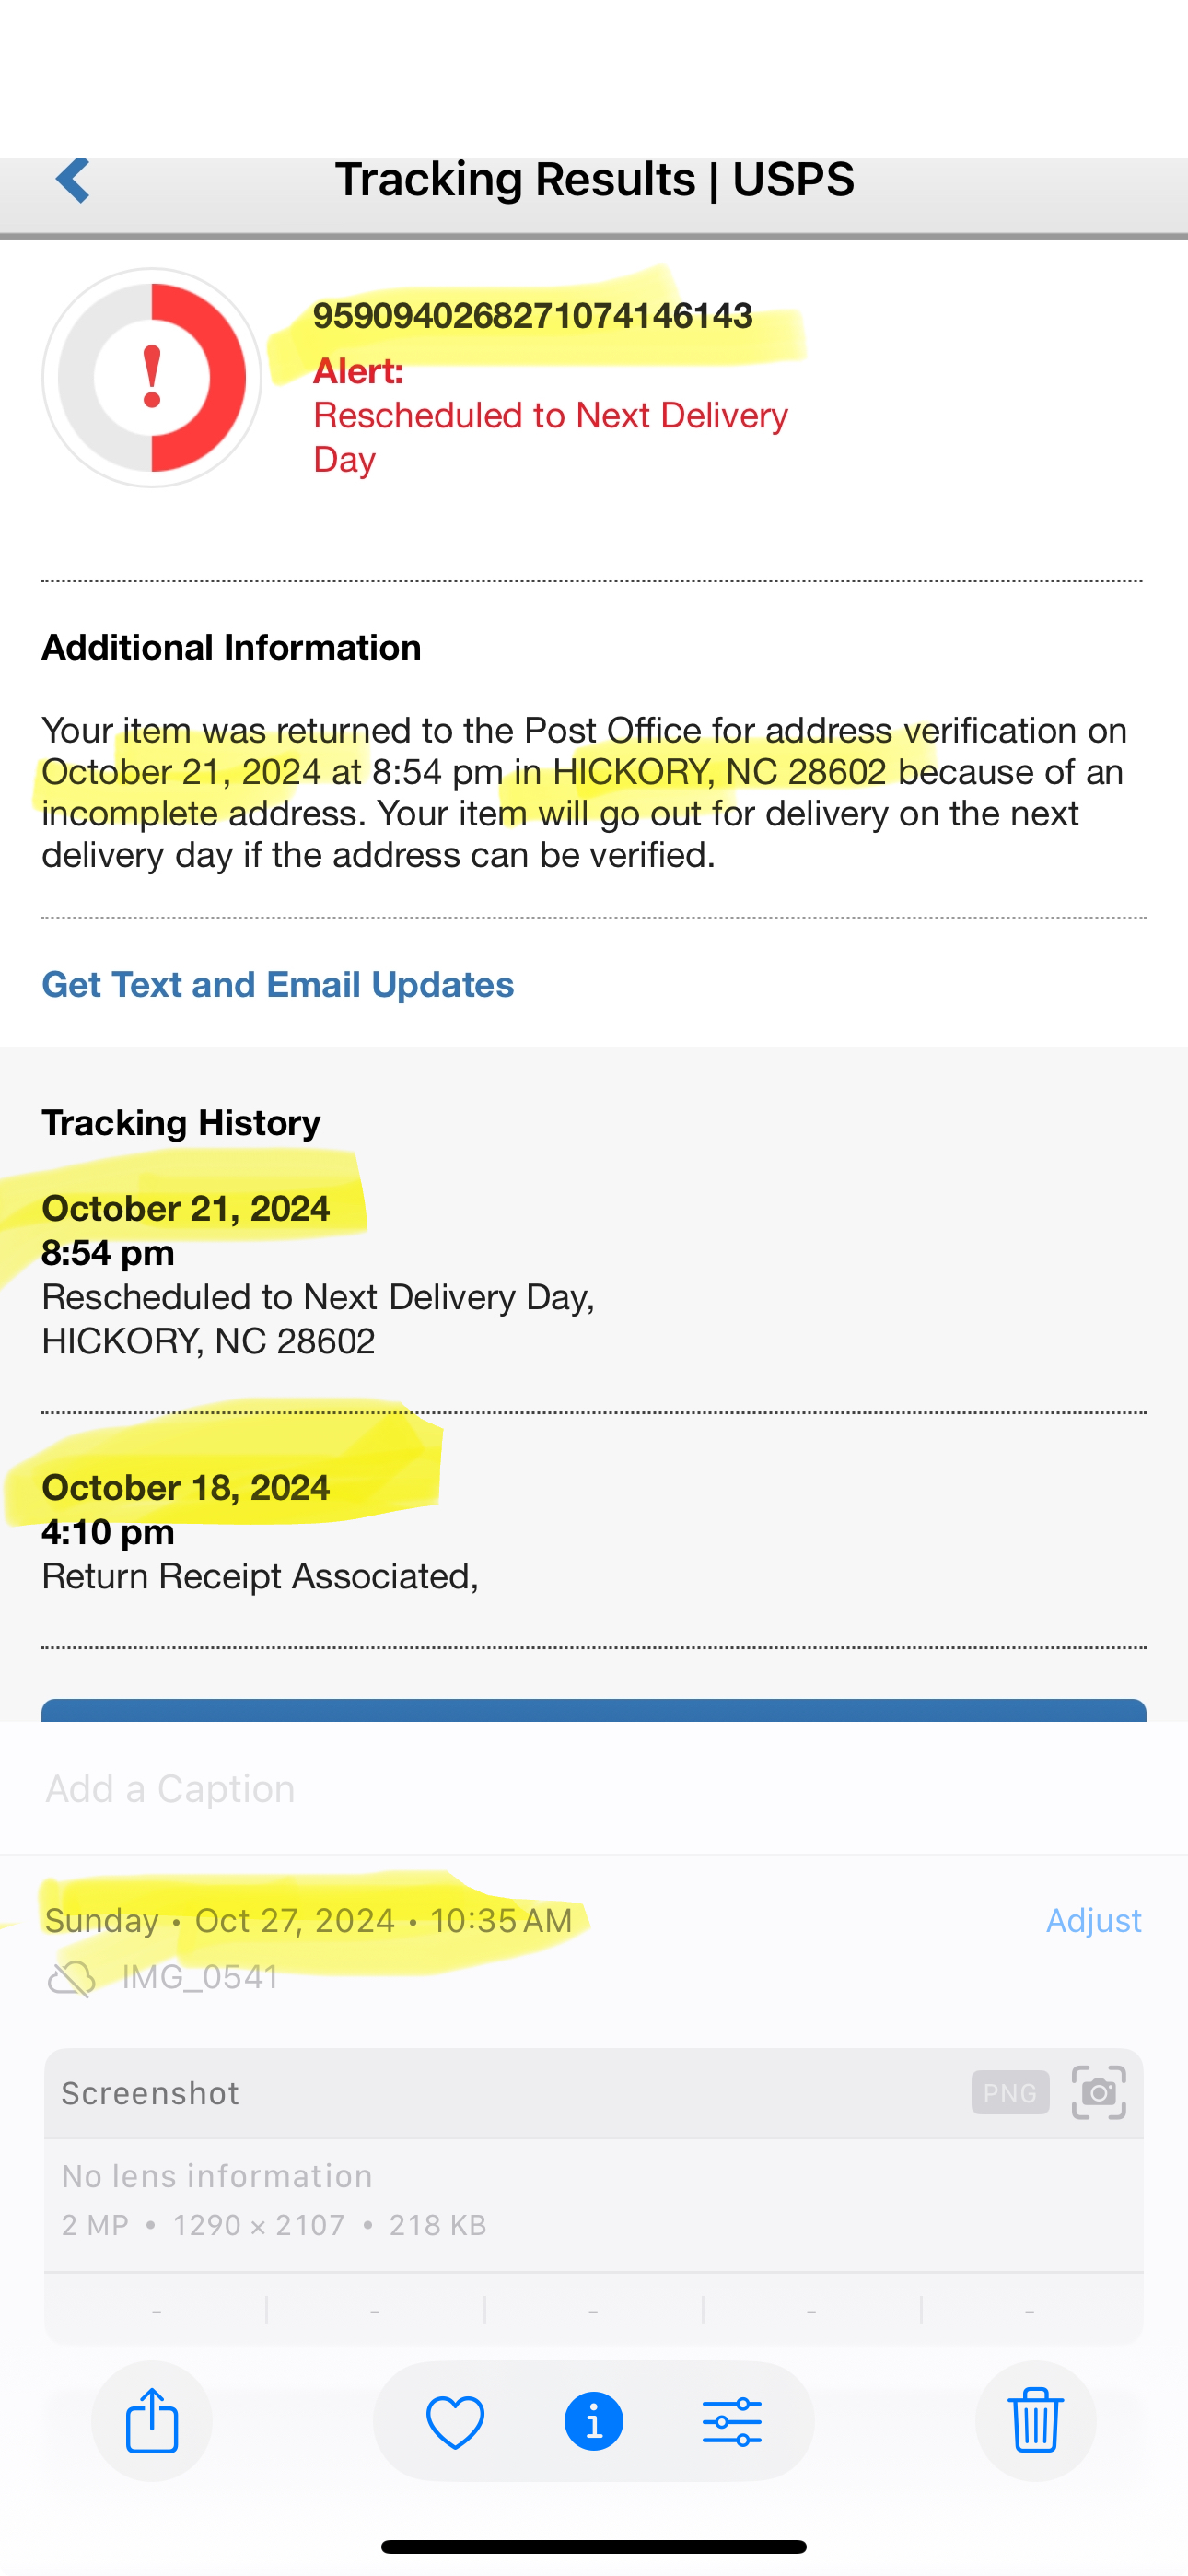 Tracking Results | USPS
9590940268271074146143
Alert:
Rescheduled to Next Delivery
Day
Additional Information
Your item was returned to the Post Office for address verification on
October 21, 2024 at 8:54 pm in HICKORY, NC 28602 because of an
incomplete address. Your item will go out for delivery on the next
delivery day if the address can be verified.
Get Text and Email Updates
Tracking History
October 21, 2024
8:54 pm
Rescheduled to Next Delivery Day,
HICKORY, NC 28602
October 18, 2024
4:10 pm
Return Receipt Associated,
Add a Caption
Sunday • Oct 27, 2024 • 10:35 AM
Adjust
IMG_0541
Screenshot
PNG
No lens information
2 MP • 1290 × 2107 • 218 KB
- | - | - | - | -